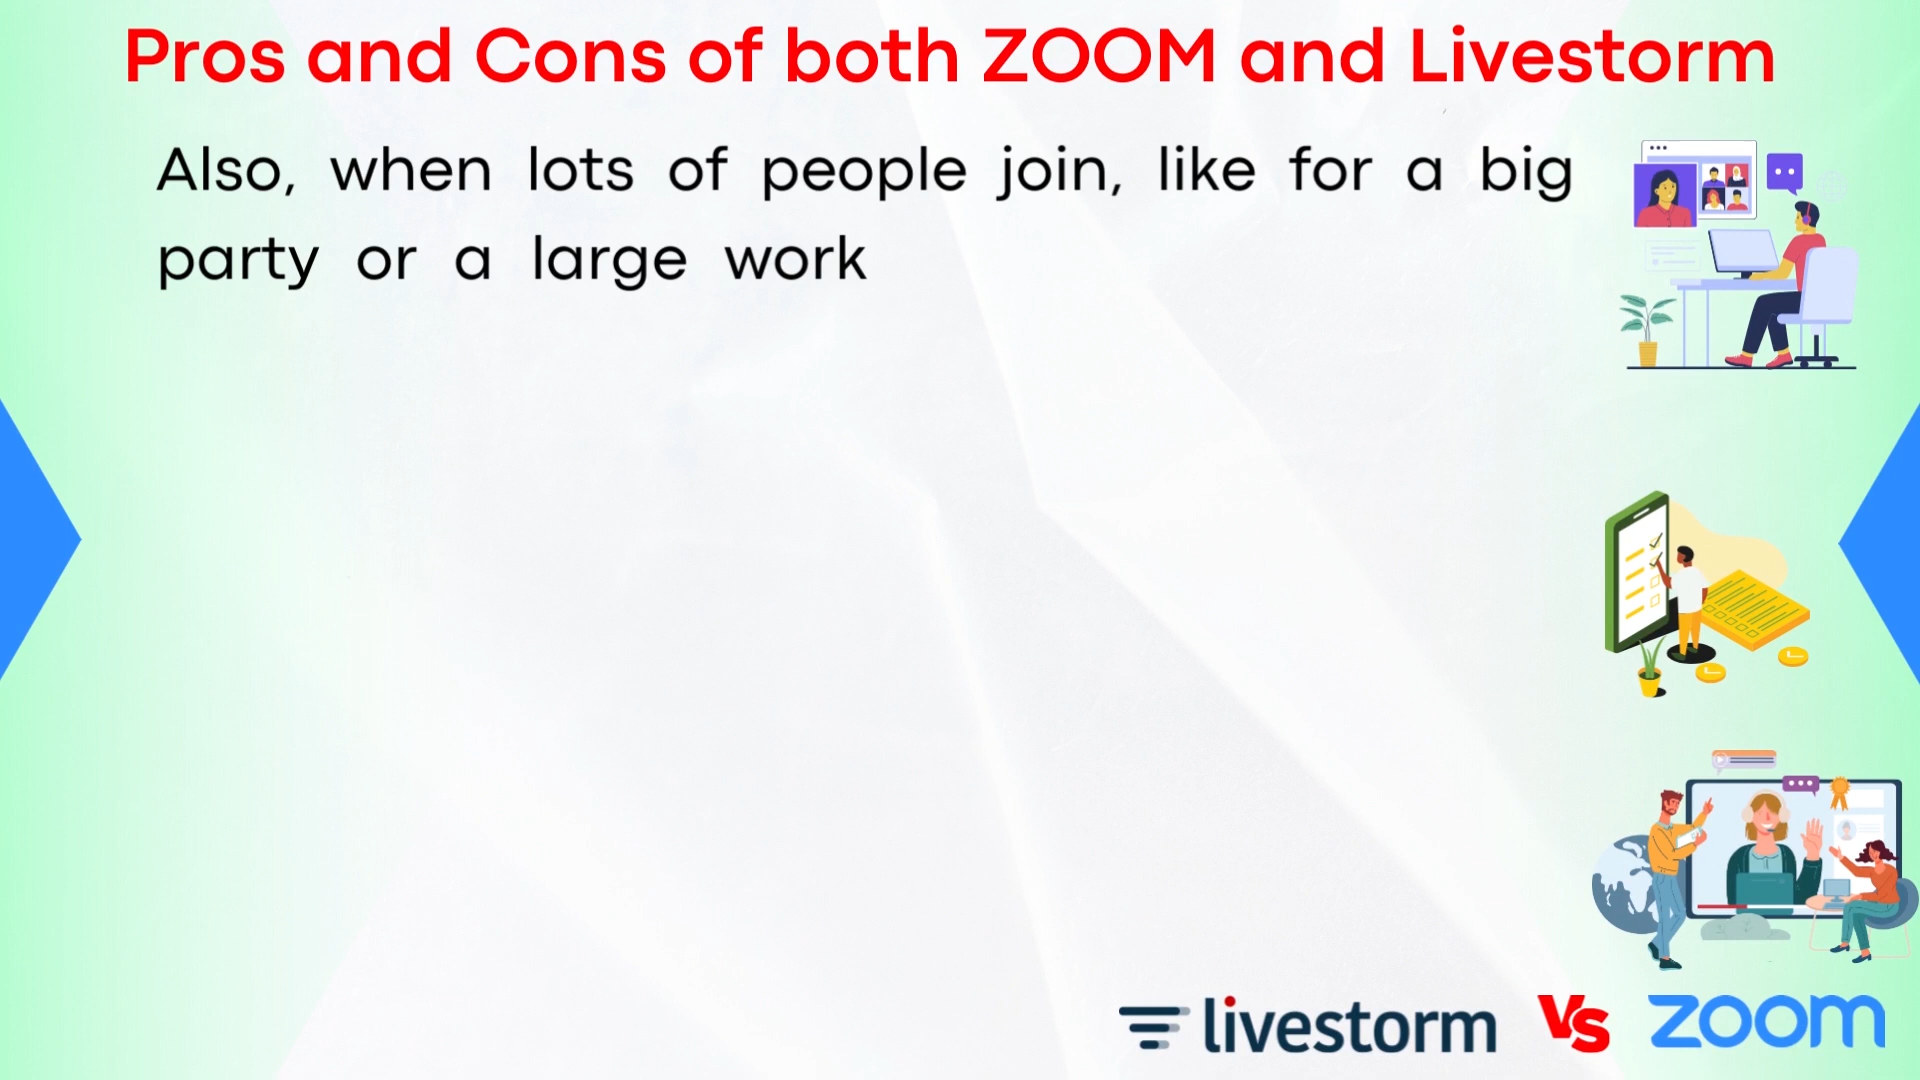 Pros and Cons of both ZOOM and Livestorm
Also, when lots of people join, like for a big
party or a large work
livestorm VS zoom